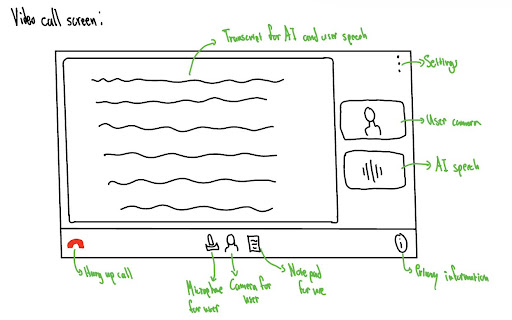 Video call screen:
Transcript for AI and user speech
Settings
User camera
AI speech
i
Hang up call
Microphone
for user
Camera for
user
Note pad
for use
information